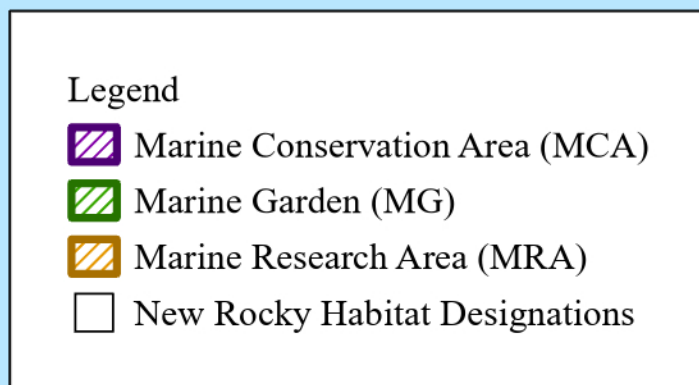 Legend
Marine Conservation Area (MCA)
Marine Garden (MG)
Marine Research Area (MRA)
New Rocky Habitat Designations